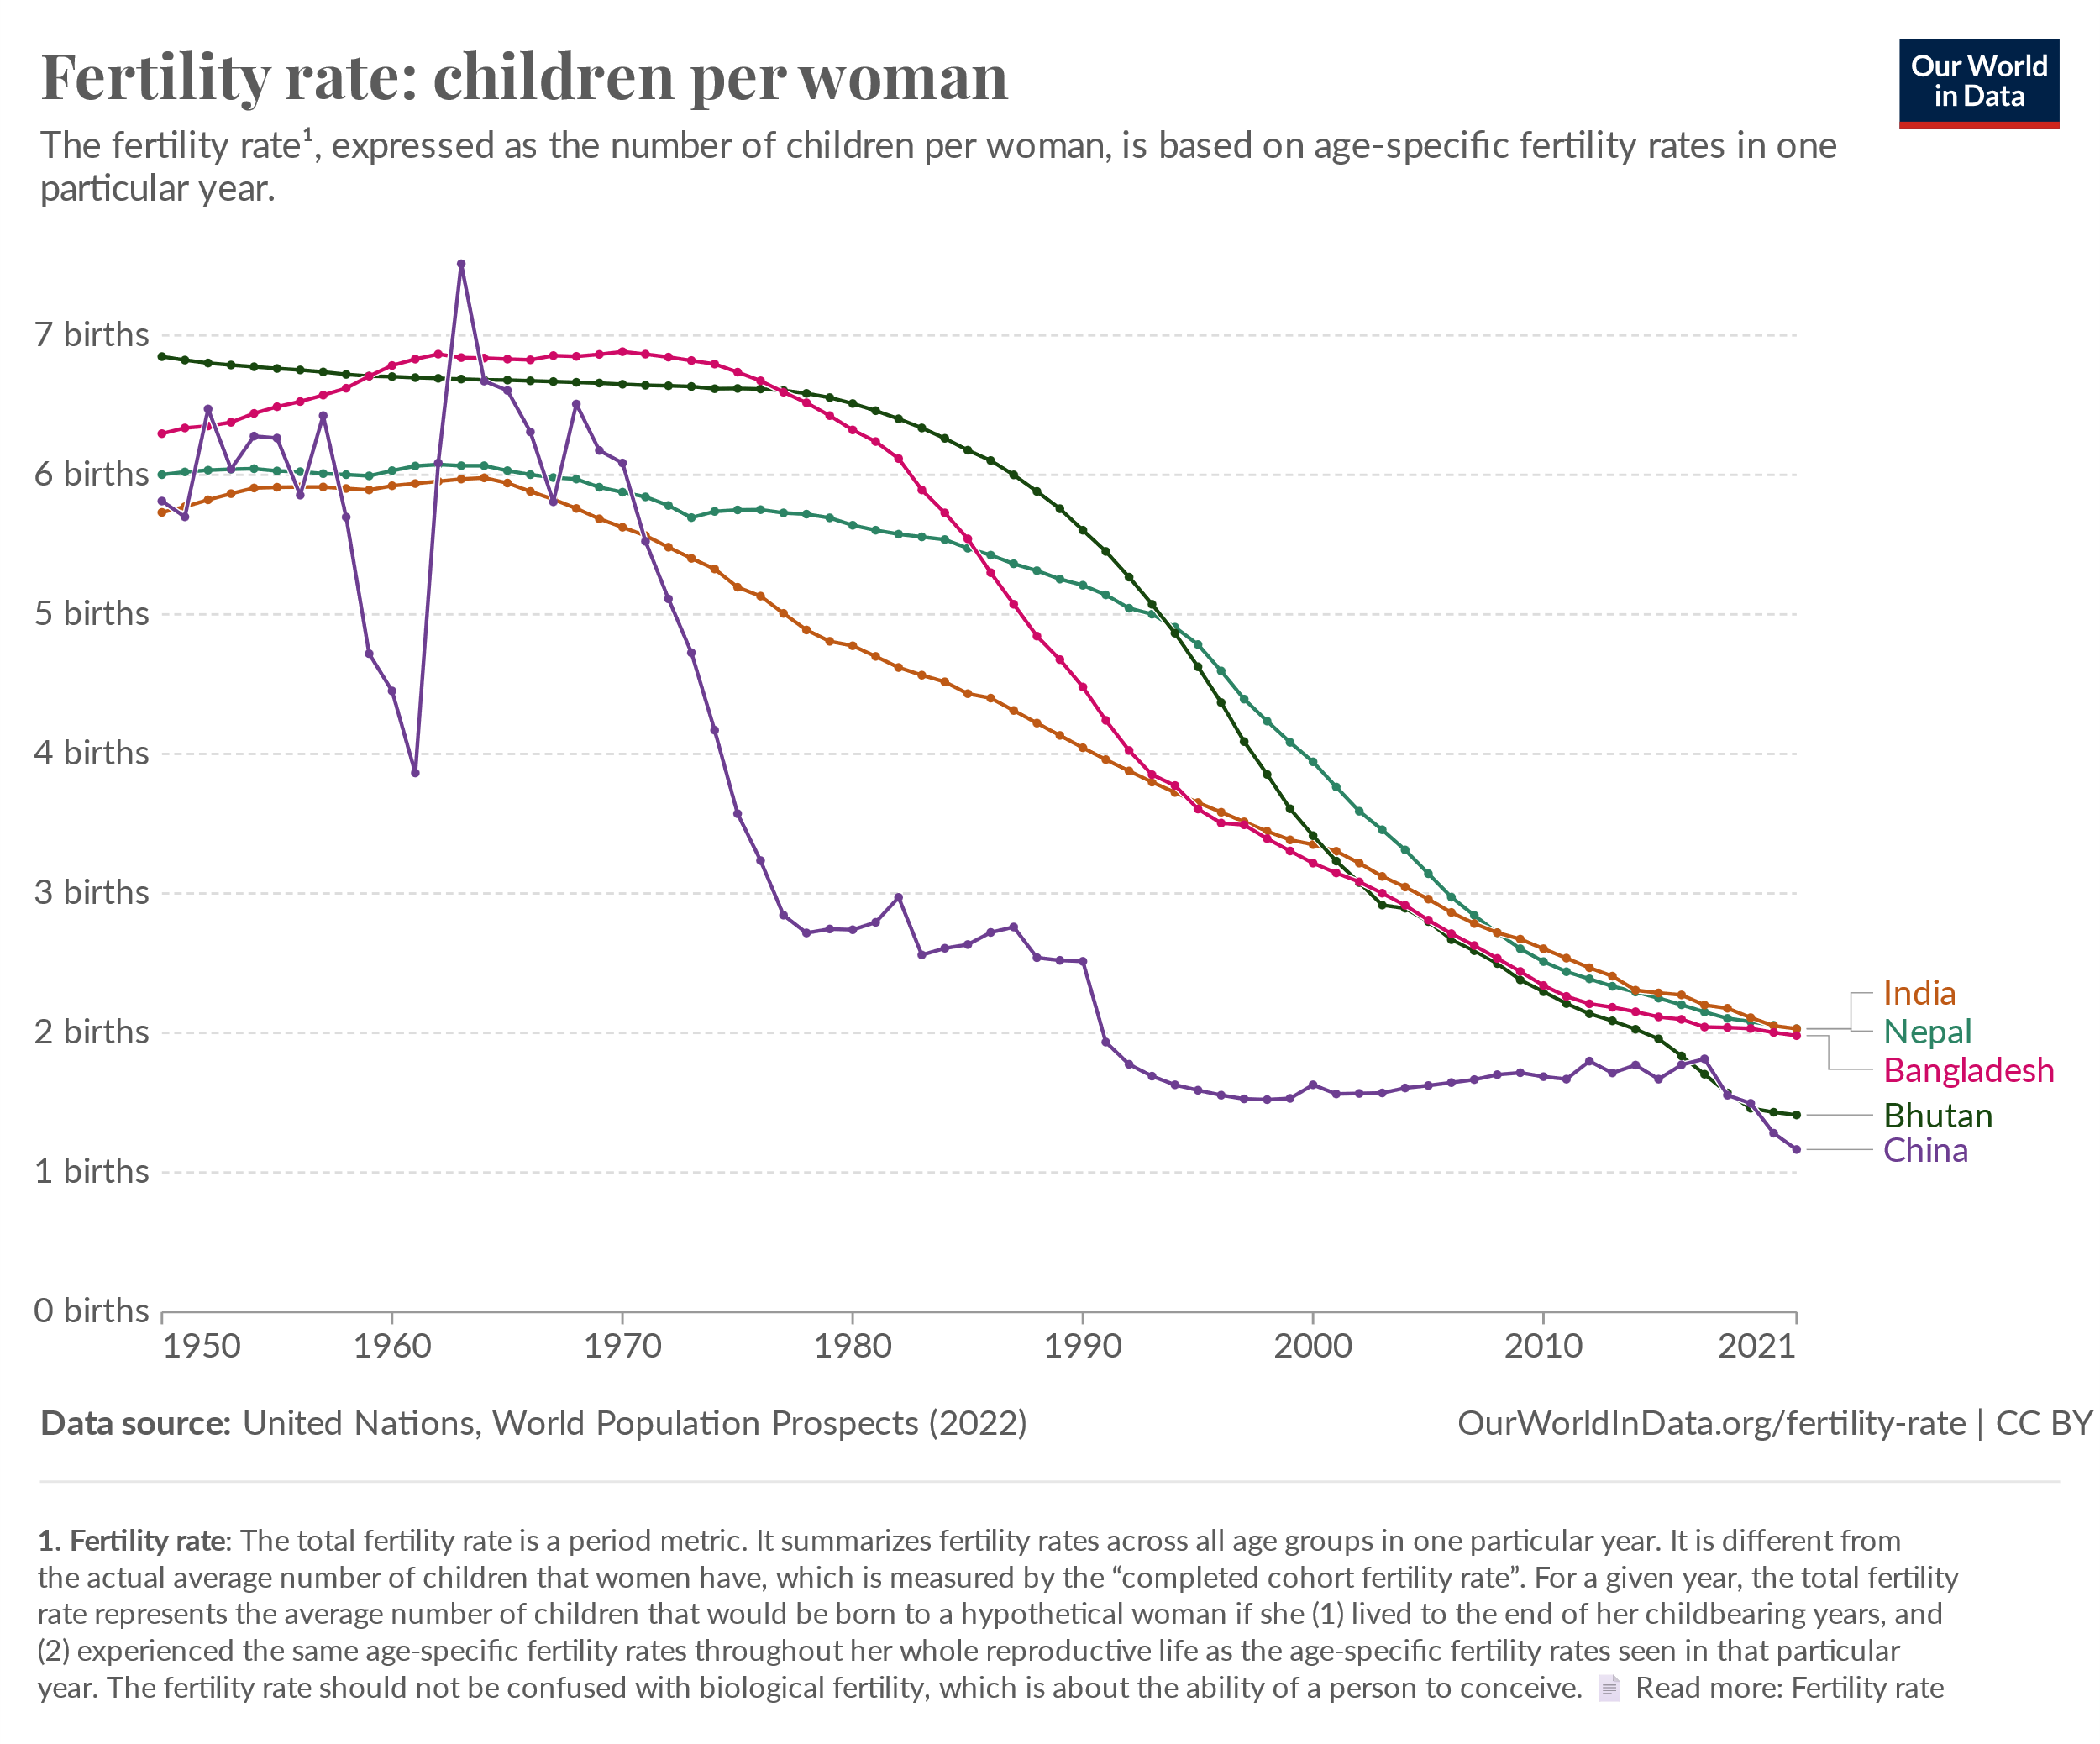 Fertility rate: children per woman
Our World
in Data
The fertility rate¹, expressed as the number of children per woman, is based on age-specific fertility rates in one
particular year.
7 births
6 births
5 births
4 births
3 births
2 births
1 births
0 births
India
Nepal
Bangladesh
Bhutan
China
1950
1960
1970
1980
1990
2000
2010
2021
Data source: United Nations, World Population Prospects (2022)
OurWorldInData.org/fertility-rate | CC BY
1. Fertility rate: The total fertility rate is a period metric. It summarizes fertility rates across all age groups in one particular year. It is different from
the actual average number of children that women have, which is measured by the “completed cohort fertility rate”. For a given year, the total fertility
rate represents the average number of children that would be born to a hypothetical woman if she (1) lived to the end of her childbearing years, and
(2) experienced the same age-specific fertility rates throughout her whole reproductive life as the age-specific fertility rates seen in that particular
year. The fertility rate should not be confused with biological fertility, which is about the ability of a person to conceive. Read more: Fertility rate